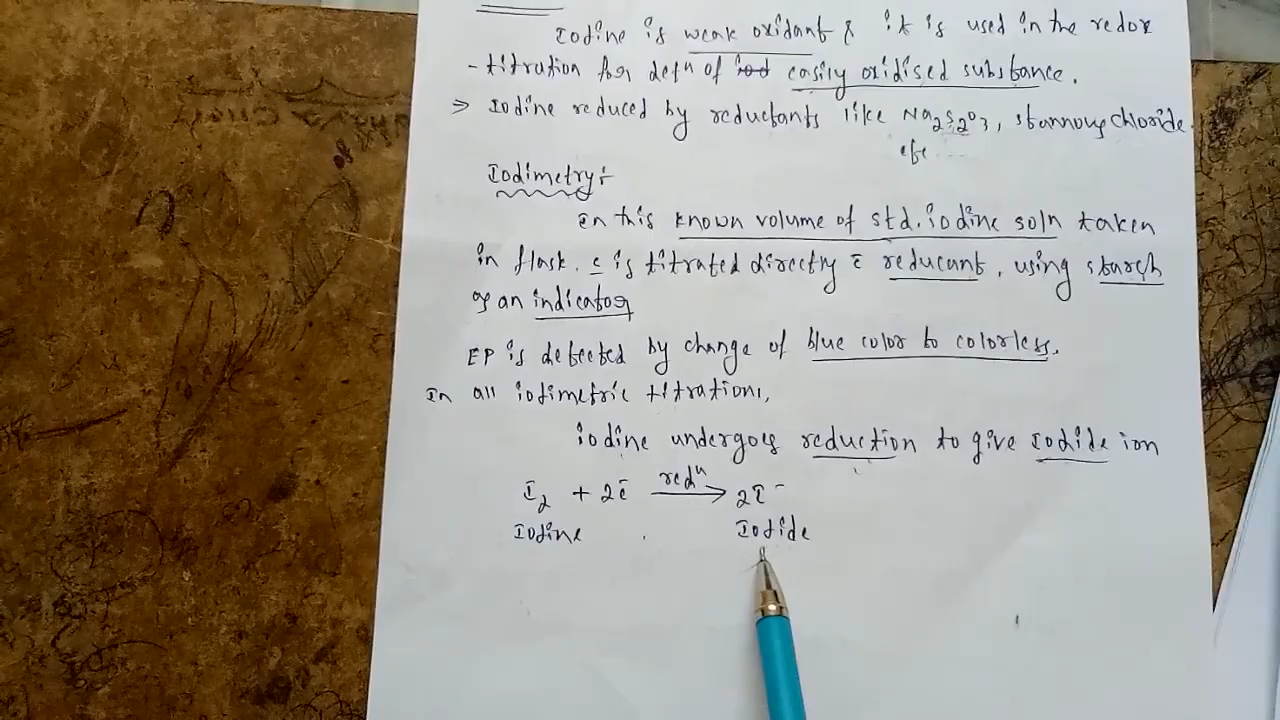 Iodine is weak oxidant & it is used in the redox
- titration for detn of easily oxidised substance.
⇒ Iodine reduced by reductants like Na2S2O3, stannous chloride.
etc
Iodimetry:-
In this known volume of std. iodine soln taken
in flask. c is titrated directly c̄ reducant, using starch
as an indicator
EP is detected by change of blue color to colorless.
In all iodimetric titrations,
iodine undergoes reduction to give Iodide ion
I2 + 2ē redn→ 2I-
Iodine Iodide